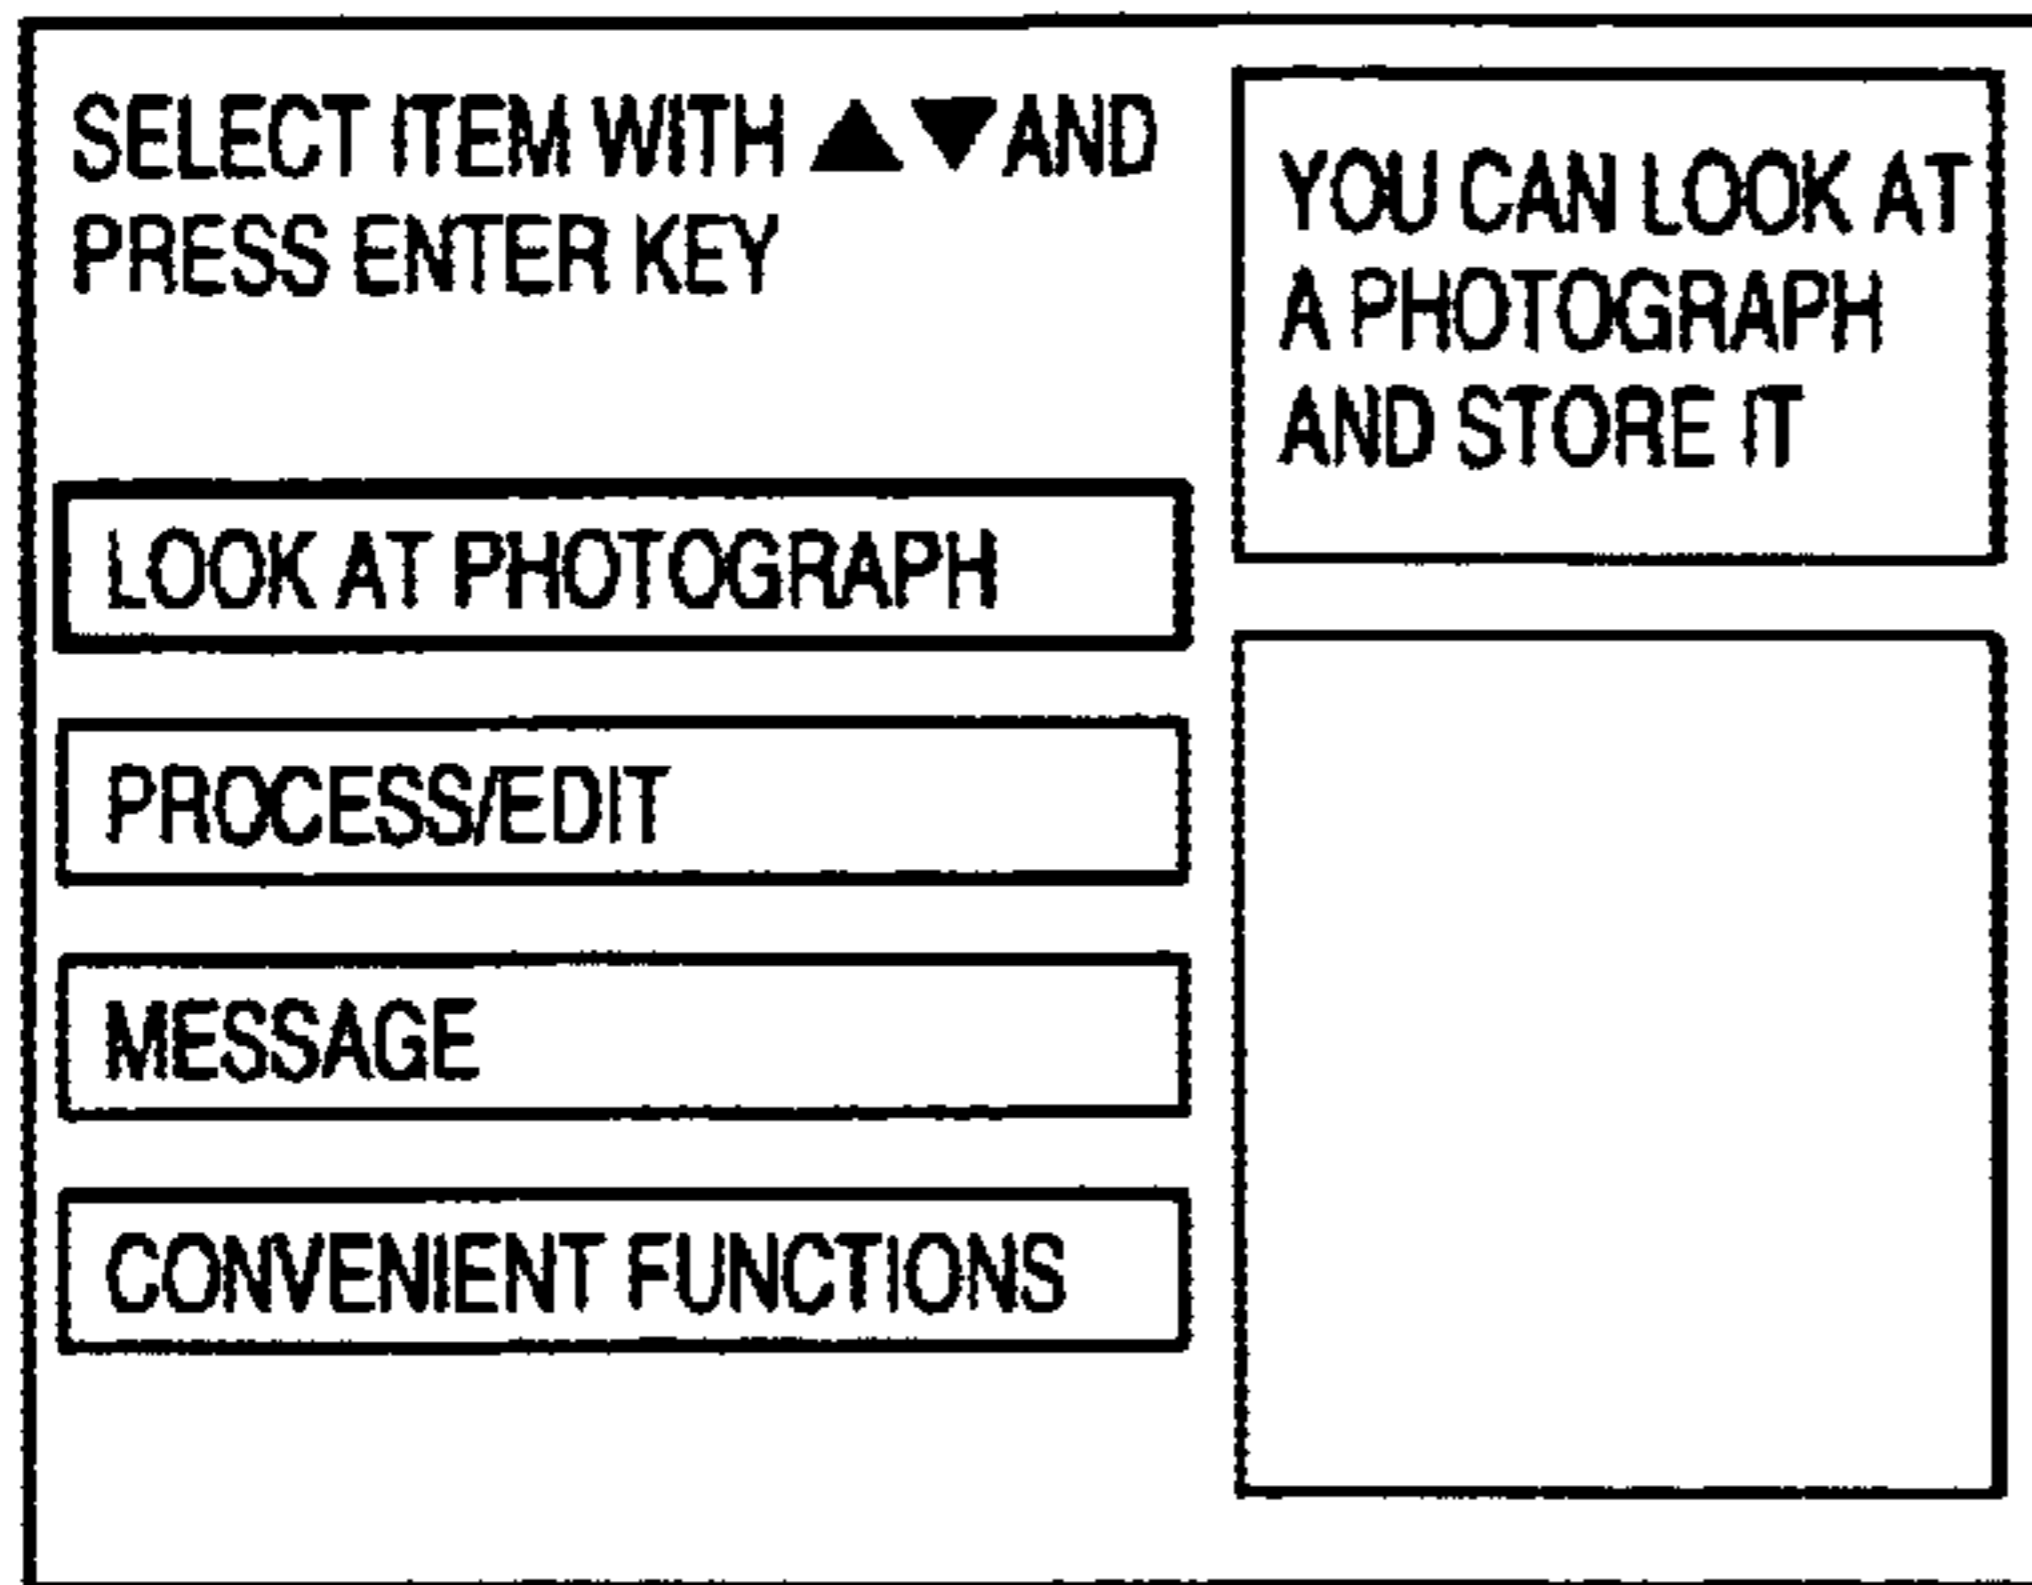 SELECT ITEM WITH ▲▼AND
PRESS ENTER KEY
YOU CAN LOOK AT
A PHOTOGRAPH
AND STORE IT
LOOK AT PHOTOGRAPH
PROCESS/EDIT
MESSAGE
CONVENIENT FUNCTIONS